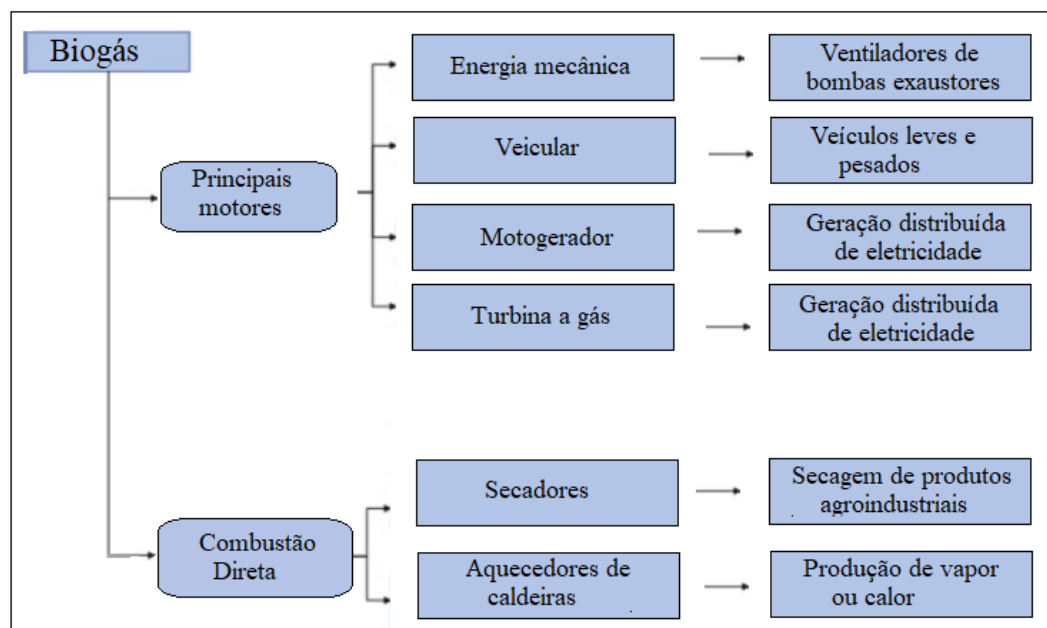 Biogás
Principais
motores
Energia mecânica
Ventiladores de
bombas exaustores
Veicular
Veículos leves e
pesados
Motogerador
Geração distribuída
de eletricidade
Turbina a gás
Geração distribuída
de eletricidade
Combustão
Direta
Secadores
Secagem de produtos
agroindustriais
Aquecedores de
caldeiras
Produção de vapor
ou calor